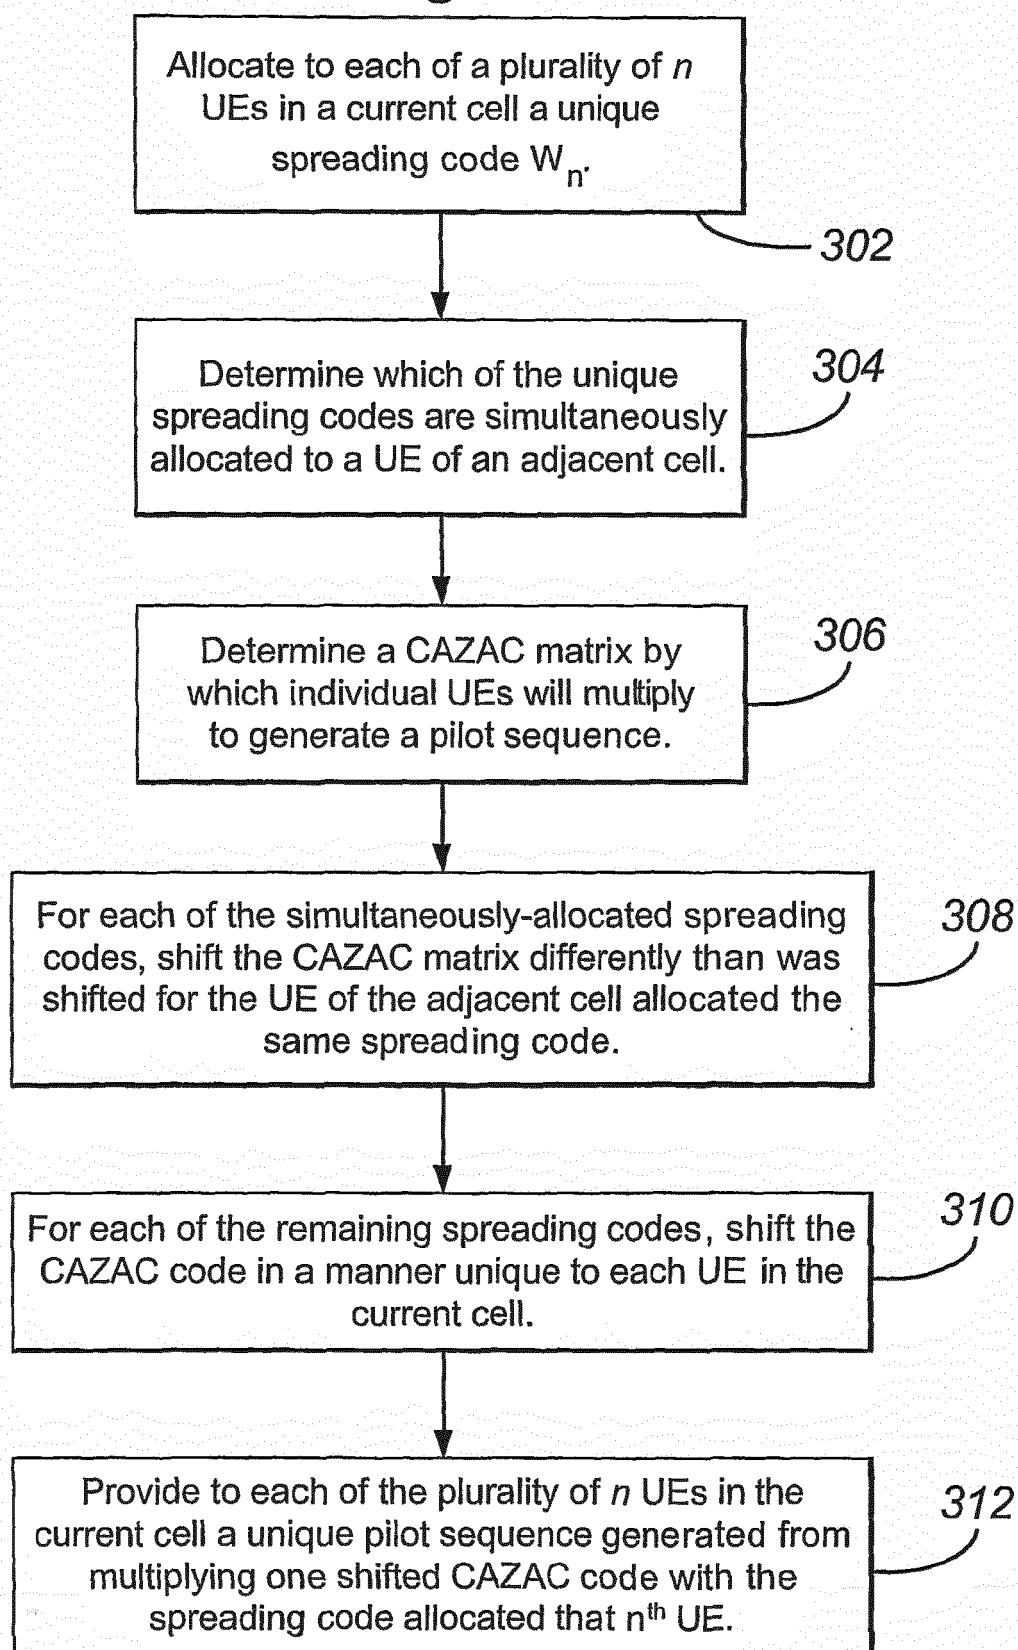 Allocate to each of a plurality of n
UEs in a current cell a unique
spreading code Wn.
302
Determine which of the unique
spreading codes are simultaneously
allocated to a UE of an adjacent cell.
304
Determine a CAZAC matrix by
which individual UEs will multiply
to generate a pilot sequence.
306
For each of the simultaneously-allocated spreading
codes, shift the CAZAC matrix differently than was
shifted for the UE of the adjacent cell allocated the
same spreading code.
308
For each of the remaining spreading codes, shift the
CAZAC code in a manner unique to each UE in the
current cell.
310
Provide to each of the plurality of n UEs in the
current cell a unique pilot sequence generated from
multiplying one shifted CAZAC code with the
spreading code allocated that nth UE.
312